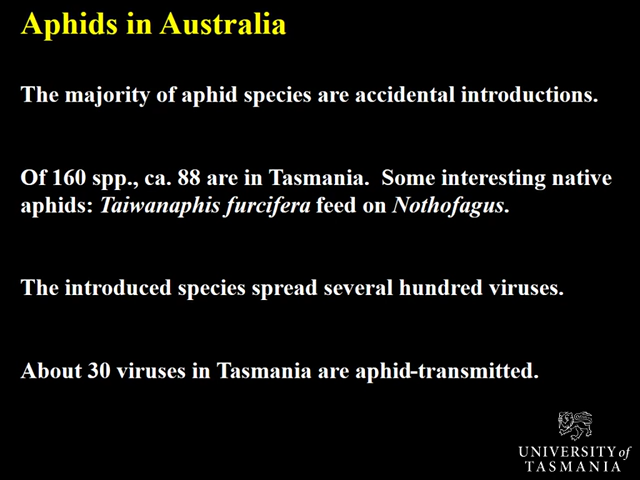 Aphids in Australia
The majority of aphid species are accidental introductions.
Of 160 spp., ca. 88 are in Tasmania. Some interesting native
aphids: Taiwanaphis furcifera feed on Nothofagus.
The introduced species spread several hundred viruses.
About 30 viruses in Tasmania are aphid-transmitted.
UNIVERSITY of
TASMANIA